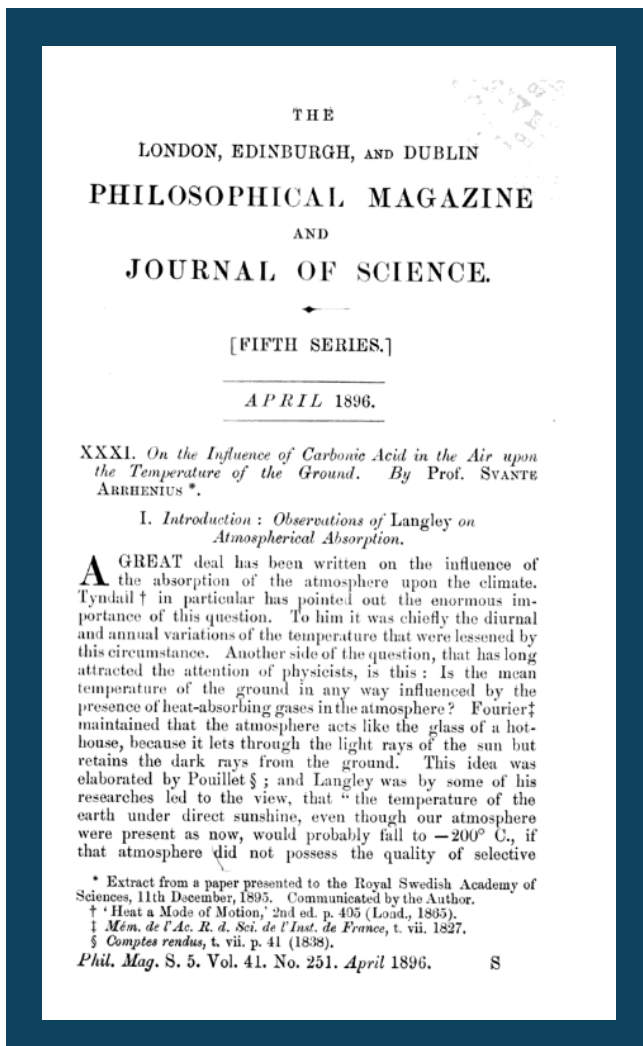 THE
LONDON, EDINBURGH, AND DUBLIN
PHILOSOPHICAL MAGAZINE
AND
JOURNAL OF SCIENCE.
[FIFTH SERIES.]
APRIL 1896.
XXXI. On the Influence of Carbonic Acid in the Air upon
the Temperature of the Ground. By Prof. SVANTE
ARRHENIUS *.
I. Introduction : Observations of Langley on
Atmospherical Absorption.
A GREAT deal has been written on the influence of
the absorption of the atmosphere upon the climate.
Tyndall † in particular has pointed out the enormous im-
portance of this question. To him it was chiefly the diurnal
and annual variations of the temperature that were lessened by
this circumstance. Another side of the question, that has long
attracted the attention of physicists, is this : Is the mean
temperature of the ground in any way influenced by the
presence of heat-absorbing gases in the atmosphere ? Fourier‡
maintained that the atmosphere acts like the glass of a hot-
house, because it lets through the light rays of the sun but
retains the dark rays from the ground. This idea was
elaborated by Pouillet § ; and Langley was by some of his
researches led to the view, that “ the temperature of the
earth under direct sunshine, even though our atmosphere
were present as now, would probably fall to —200° C., if
that atmosphere did not possess the quality of selective
* Extract from a paper presented to the Royal Swedish Academy of
Sciences, 11th December, 1895. Communicated by the Author.
† ‘ Heat a Mode of Motion,’ 2nd ed. p. 405 (Lond., 1865).
‡ Mém. de l'Ac. R. d. Sci. de l'Inst. de France, t. vii. 1827.
§ Comptes rendus, t. vii. p. 41 (1838).
Phil. Mag. S. 5. Vol. 41. No. 251. April 1896. S